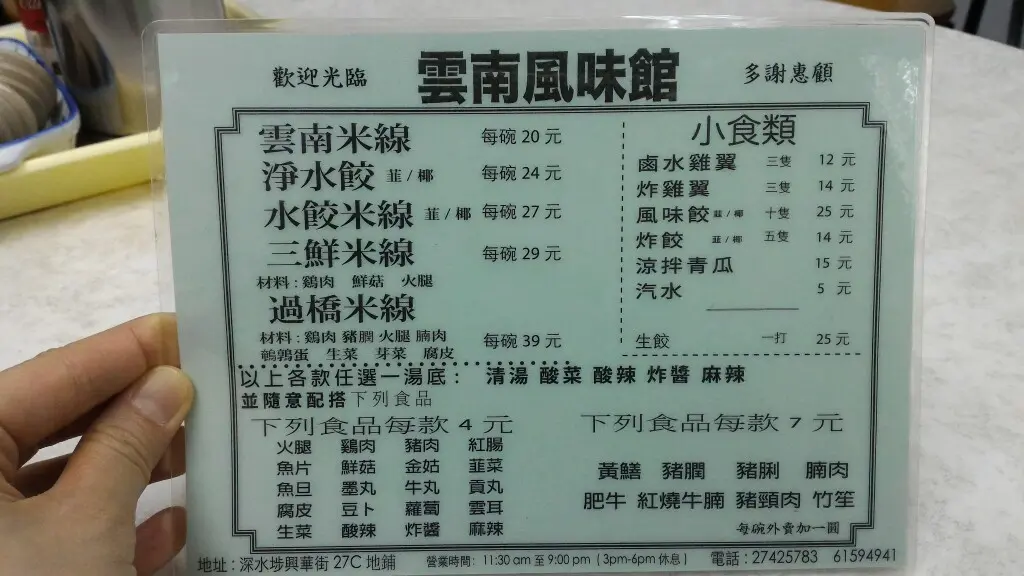 歡迎光臨 雲南風味館 多謝惠顧
雲南米線 每碗 20 元
淨水餃 韮 / 椰 每碗 24 元
水餃米線 韮 / 椰 每碗 27 元
三鮮米線 每碗 29 元
材料 : 鷄肉 鮮菇 火腿
過橋米線
材料 : 鷄肉 豬膶 火腿 腩肉 每碗 39 元
鵪鶉蛋 生菜 芽菜 腐皮
小食類
鹵水雞翼 三隻 12 元
炸雞翼 三隻 14 元
風味餃 韮 / 椰 十隻 25 元
炸餃 韮 / 椰 五隻 14 元
涼拌青瓜 15 元
汽水 5 元
生餃 一打 25 元
以上各款任選一湯底 : 清湯 酸菜 酸辣 炸醬 麻辣
並隨意配搭下列食品
下列食品每款 4 元
火腿 鷄肉 豬肉 紅腸
魚片 鮮菇 金姑 韮菜
魚旦 墨丸 牛丸 貢丸
腐皮 豆卜 蘿蔔 雲耳
生菜 酸辣 炸醬 麻辣
下列食品每款 7 元
黃鱔 豬膶 豬脷 腩肉
肥牛 紅燒牛腩 豬頸肉 竹笙
每碗外賣加一圓
地址 : 深水埗興華街 27C 地鋪 營業時間 : 11:30 am 至 9:00 pm ( 3pm-6pm 休息 ) 電話 : 27425783 61594941